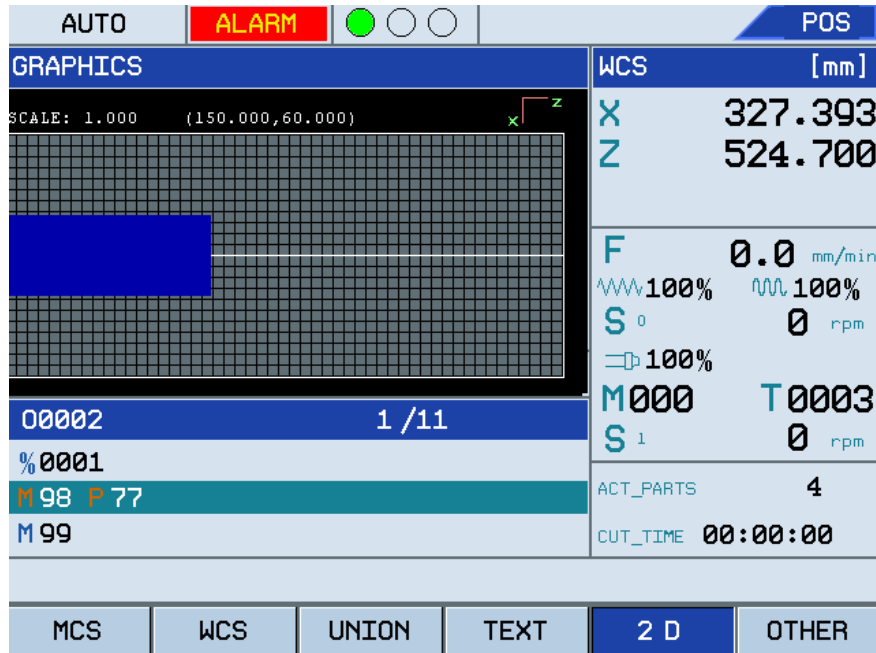 AUTO ALARM POS
GRAPHICS
SCALE: 1.000 (150.000,60.000) X Z
WCS [mm]
X 327.393
Z 524.700
F 0.0 mm/min
100% 100%
S 0 0 rpm
100%
M000 T0003
S 1 0 rpm
O0002 1 /11
%0001
M98 P77
M99
ACT_PARTS 4
CUT_TIME 00:00:00
MCS WCS UNION TEXT 2 D OTHER